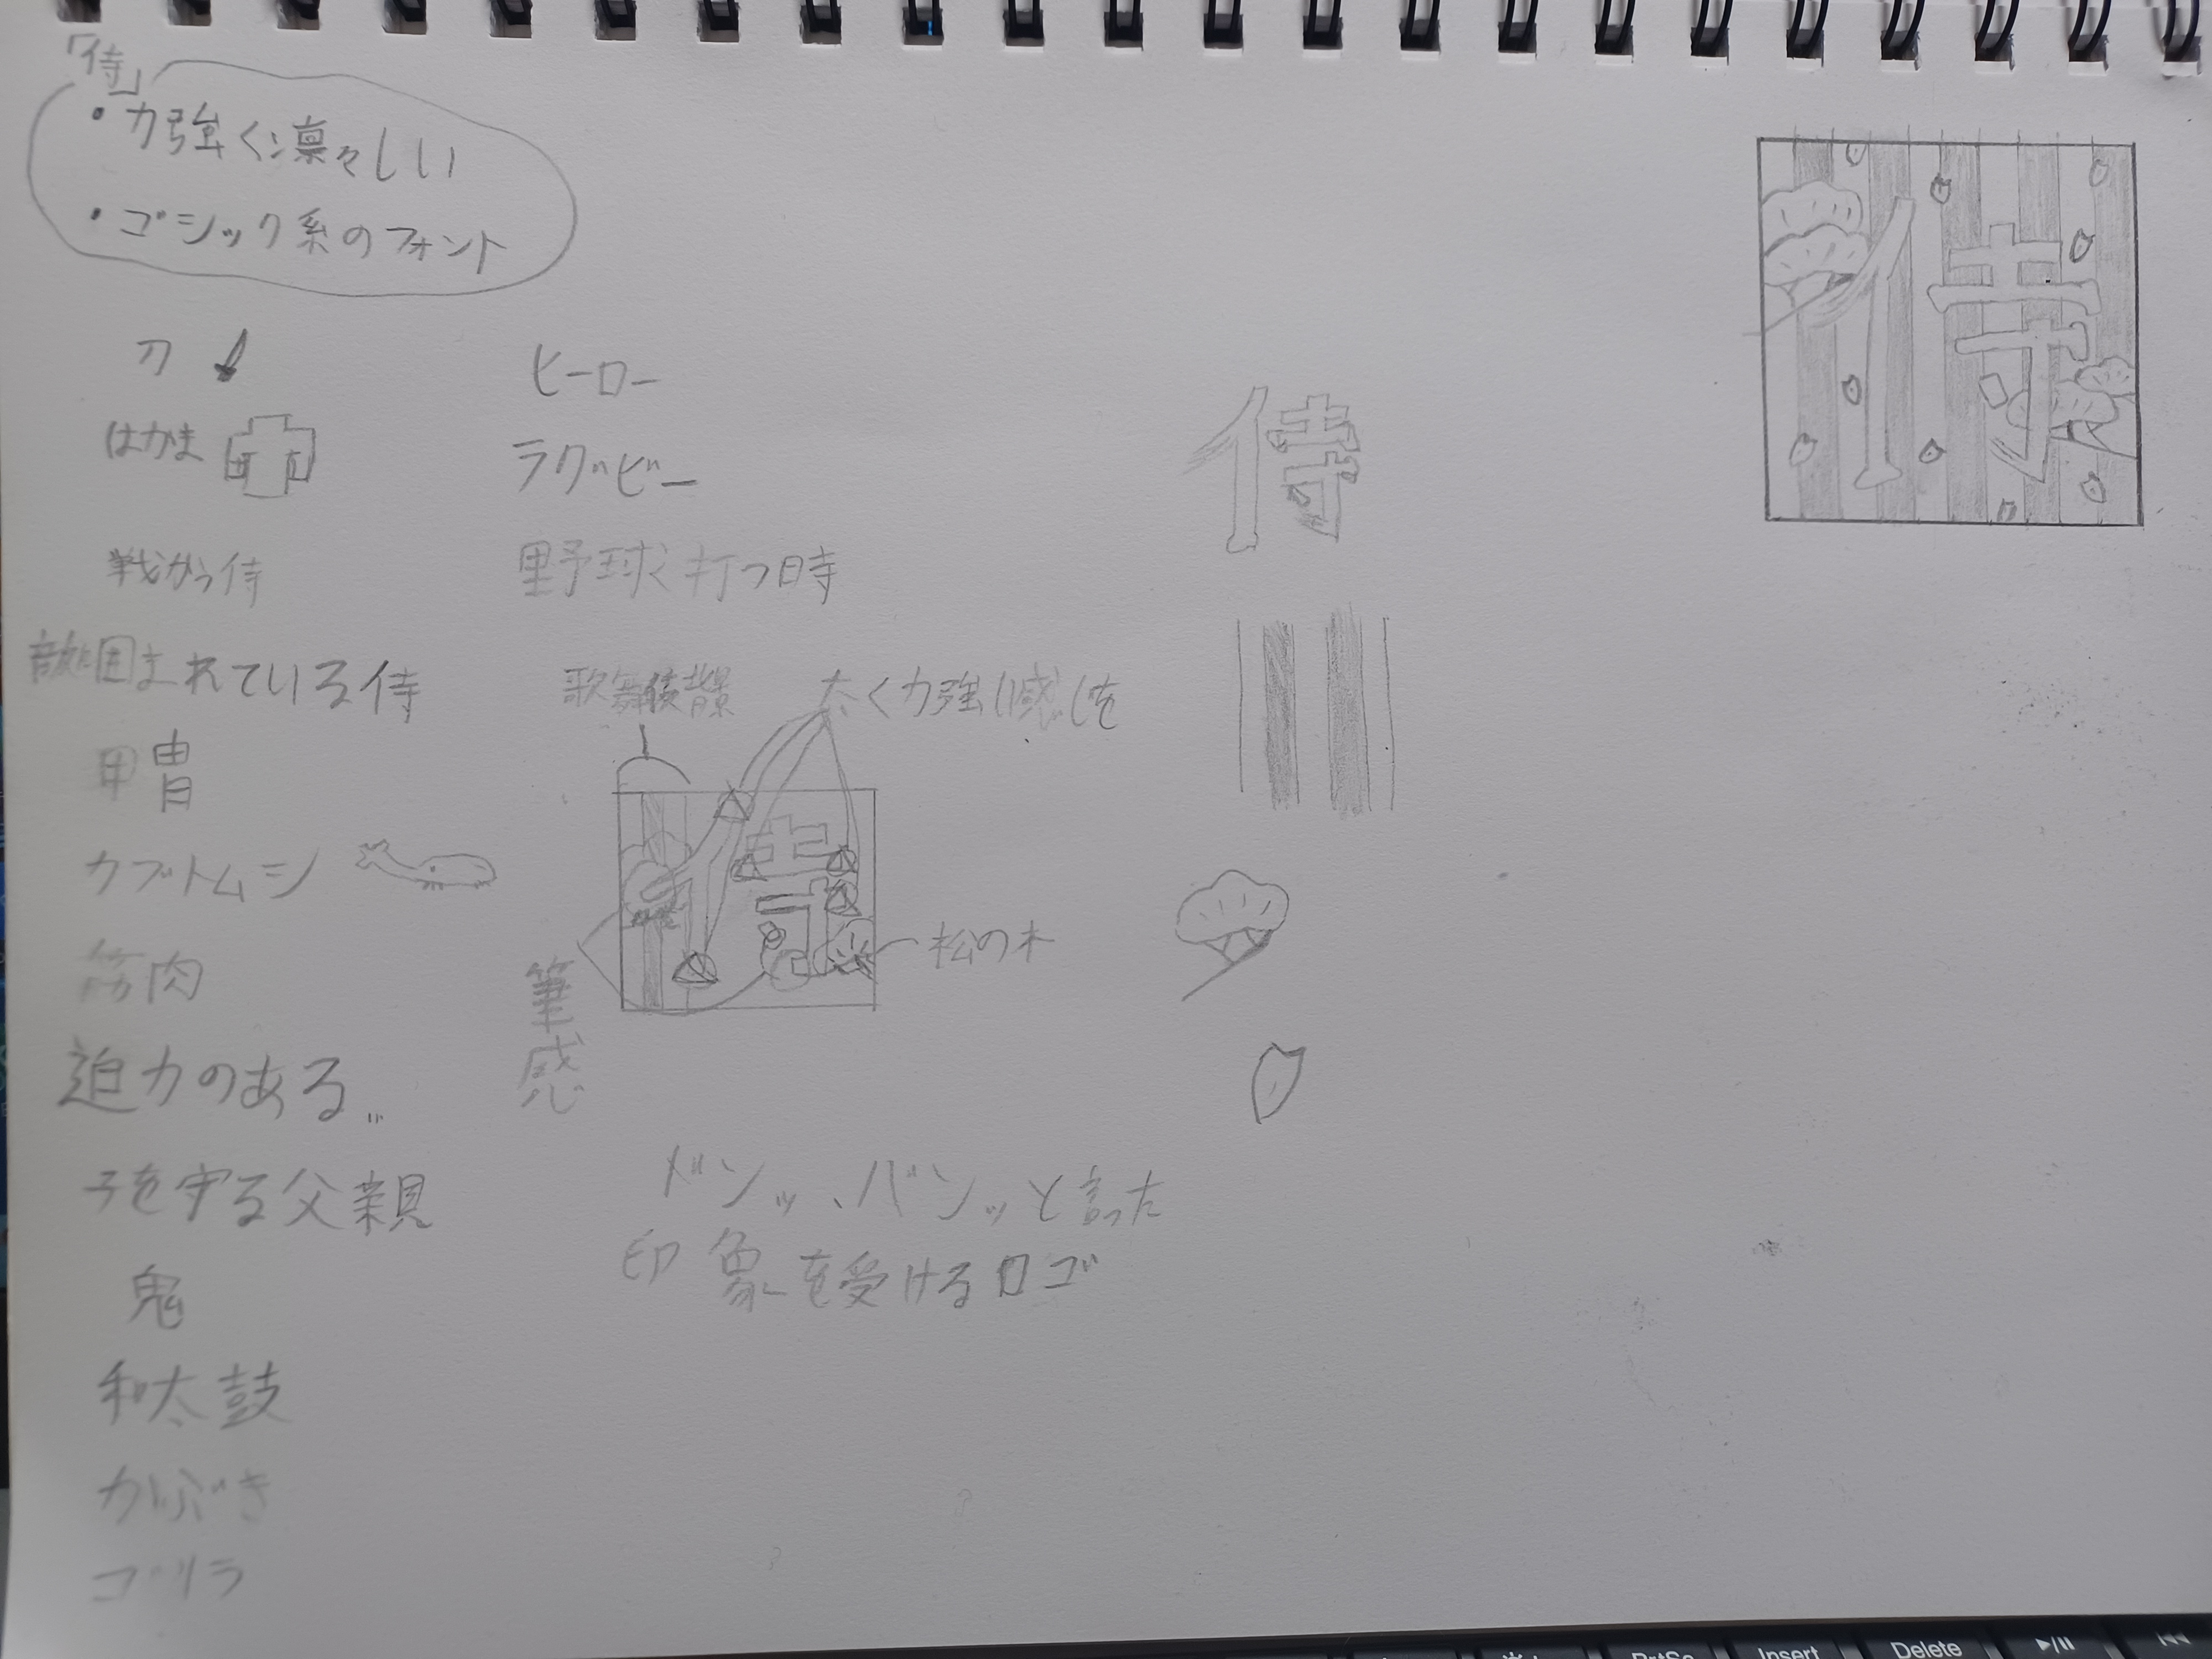 「侍」
・力強く凛々しい
・ゴシック系のフォント
刀
はかま
戦かう侍
敵に囲まれている侍
甲冑
カブトムシ
筋肉
迫力のある…
子を守る父親
鬼
和太鼓
かぶき
ゴリラ
ヒーロー
ラグビー
野球 打つ時
歌舞伎背景
太く力強い感じを
侍
松の木
筆感
ドンッ、バンッと言った
印象を受けるロゴ
侍
侍
PrtSc
Insert
Delete